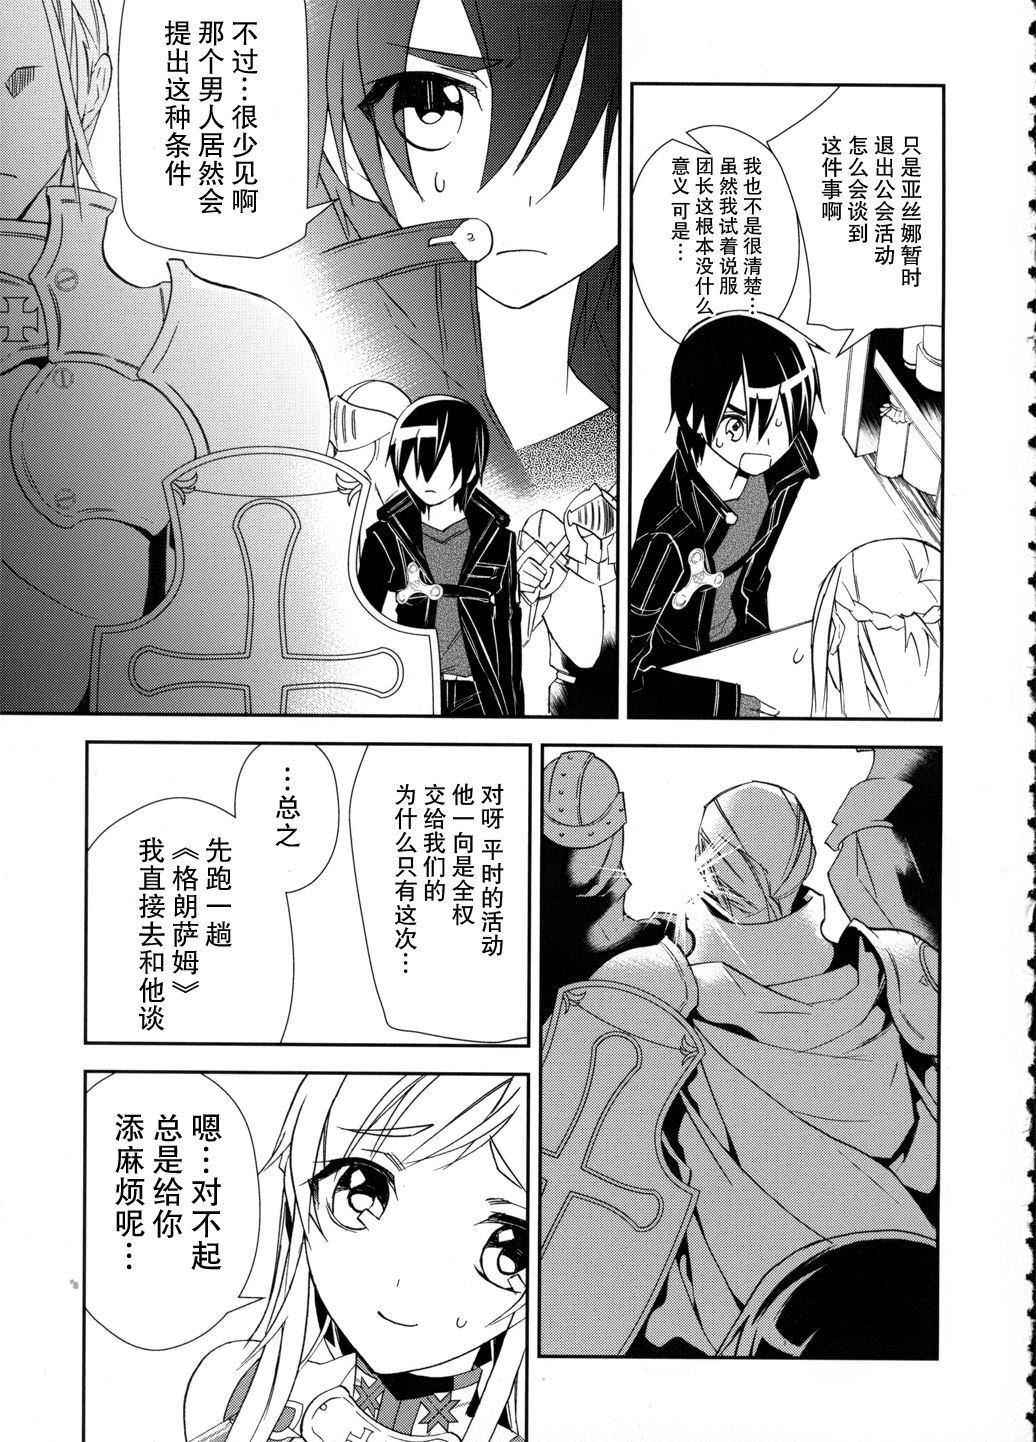 只是亚丝娜暂时
退出公会活动
怎么会谈到
这件事啊
我也不是很清楚…
虽然我试着说服
团长这根本没什么
意义 可是…
不过…很少见啊
那个男人居然会
提出这种条件
对呀 平时的活动
他一向是全权
交给我们的
为什么只有这次
…
…总之
先跑一趟
《格朗萨姆》
我直接去和他谈
嗯…对不起
总是给你
添麻烦呢…